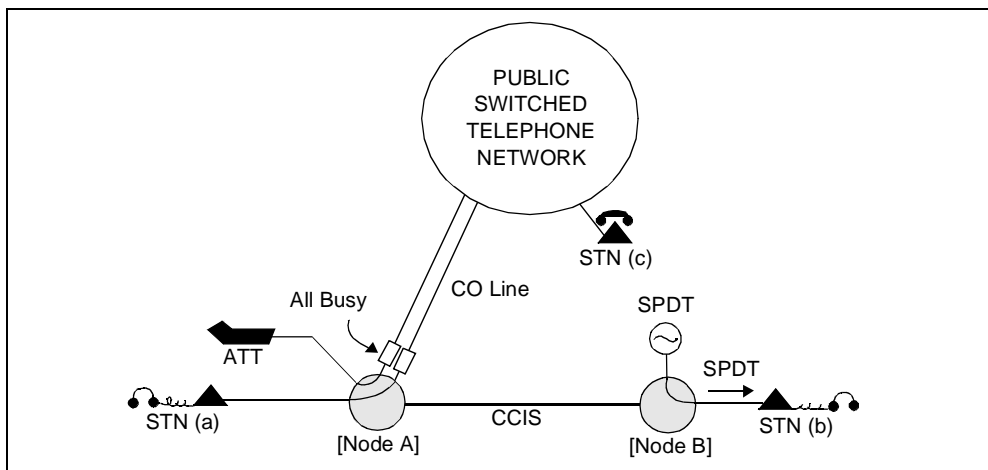 PUBLIC
SWITCHED
TELEPHONE
NETWORK
STN (c)
CO Line
All Busy
SPDT
ATT
SPDT
STN (a)
CCIS
STN (b)
[Node A]
[Node B]